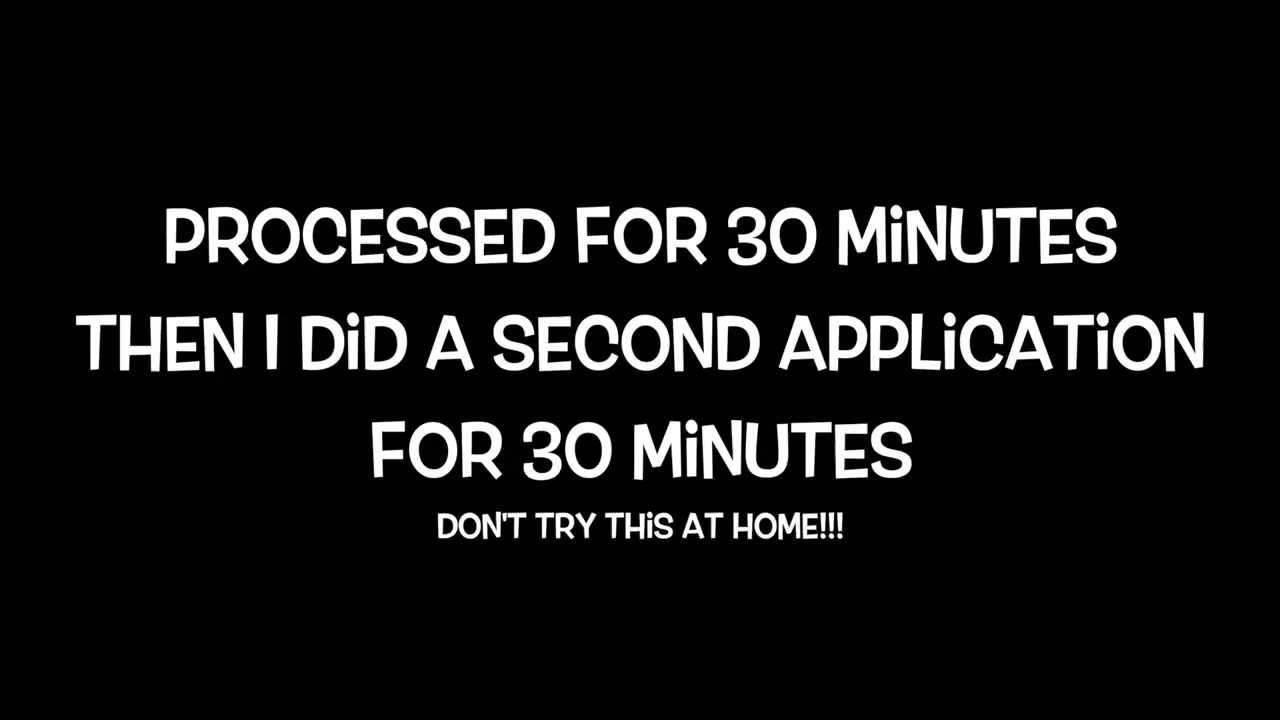 PROCESSED FOR 30 MiNUTES
THEN I DiD A SECOND APPLiCATiON
FOR 30 MiNUTES
DON'T TRY THiS AT HOME!!!